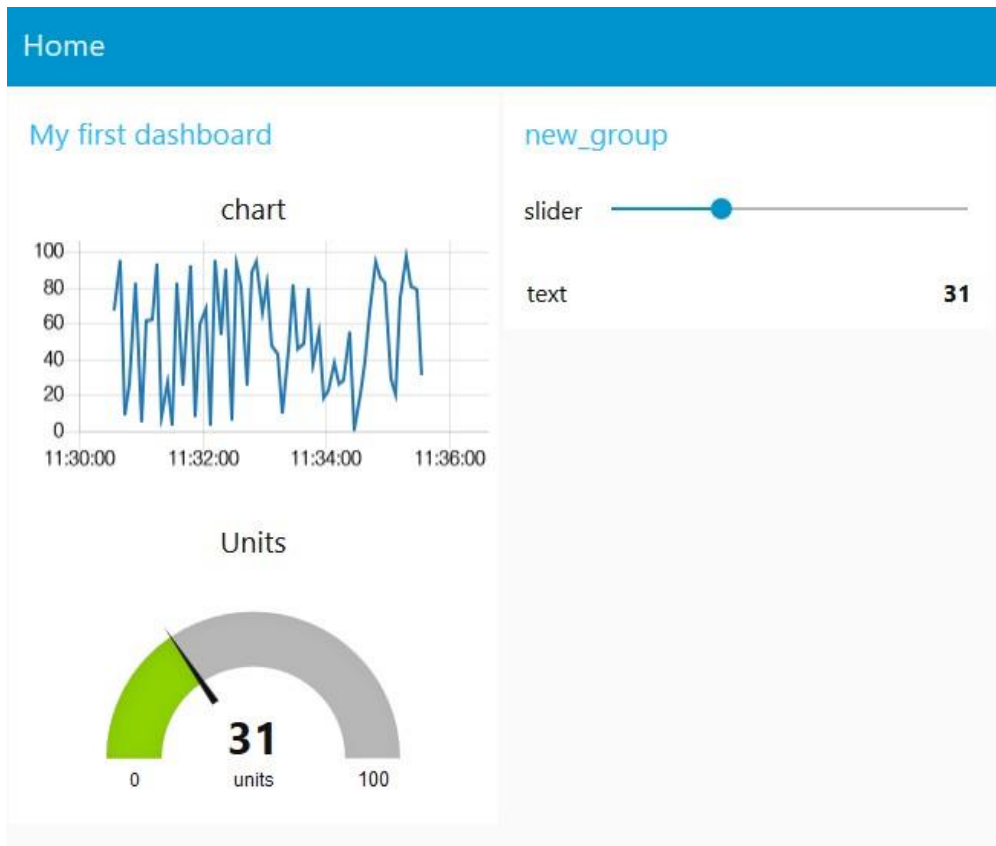 Home
My first dashboard
chart
100
80
60
40
20
0
11:30:00 11:32:00 11:34:00 11:36:00
Units
31
0 units 100
new_group
slider
text 31